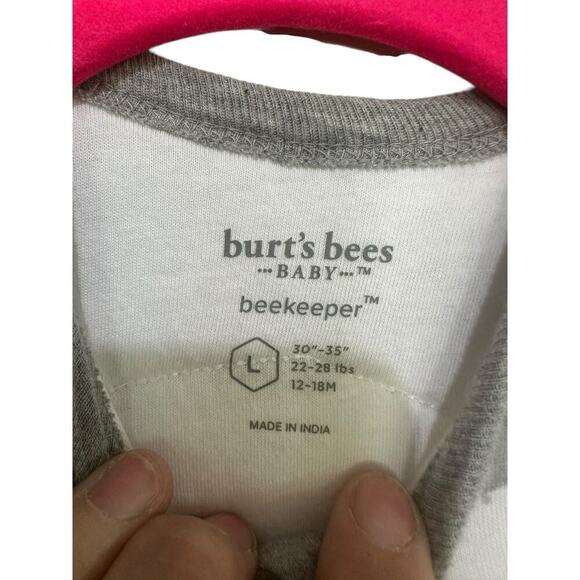 burt's bees
•••BABY•••™
beekeeper™
L
30"-35"
22-28 lbs
12-18M
MADE IN INDIA